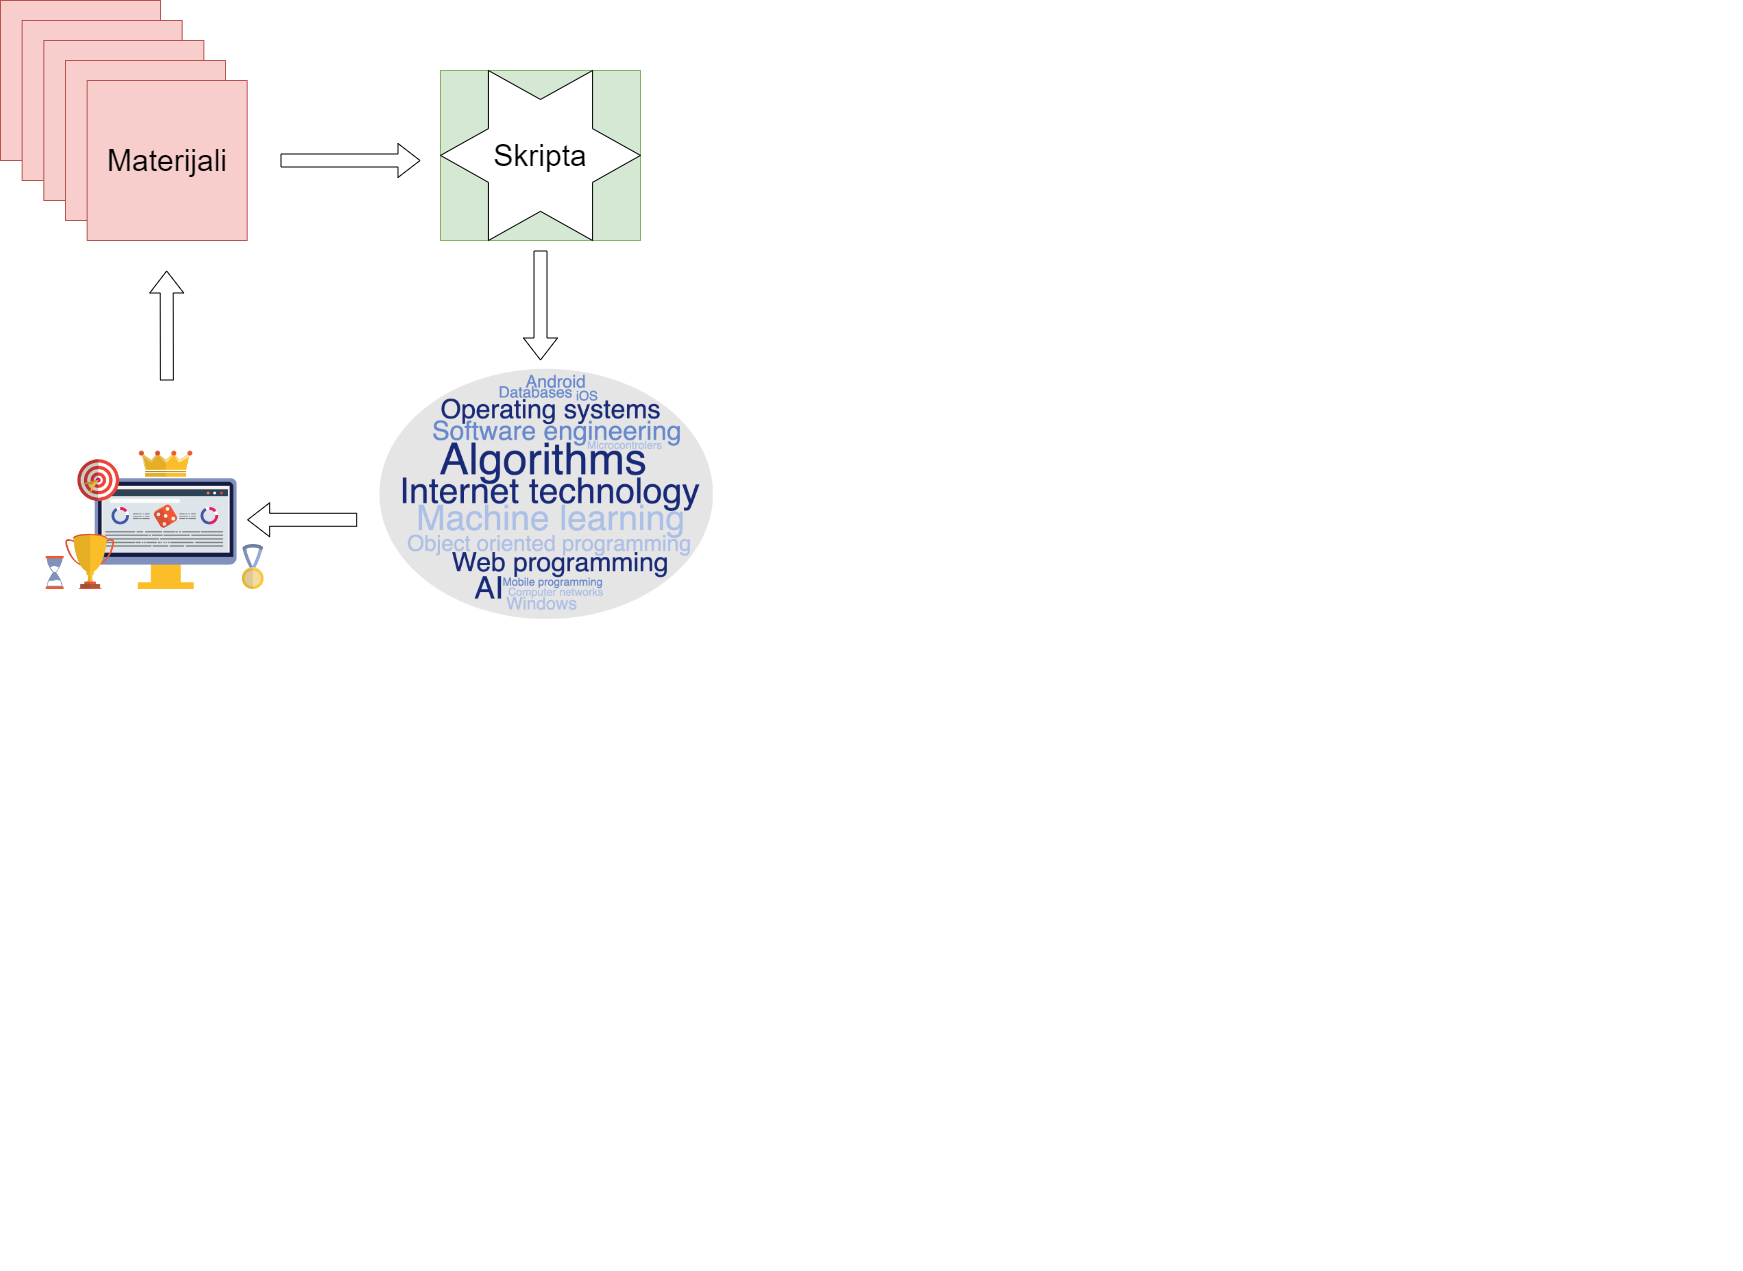 Materijali
Skripta
Android
Databases iOS
Operating systems
Software engineering
Microcontrolers
Algorithms
Internet technology
Machine learning
Object oriented programming
Web programming
AI Mobile programming
Computer networks
Windows